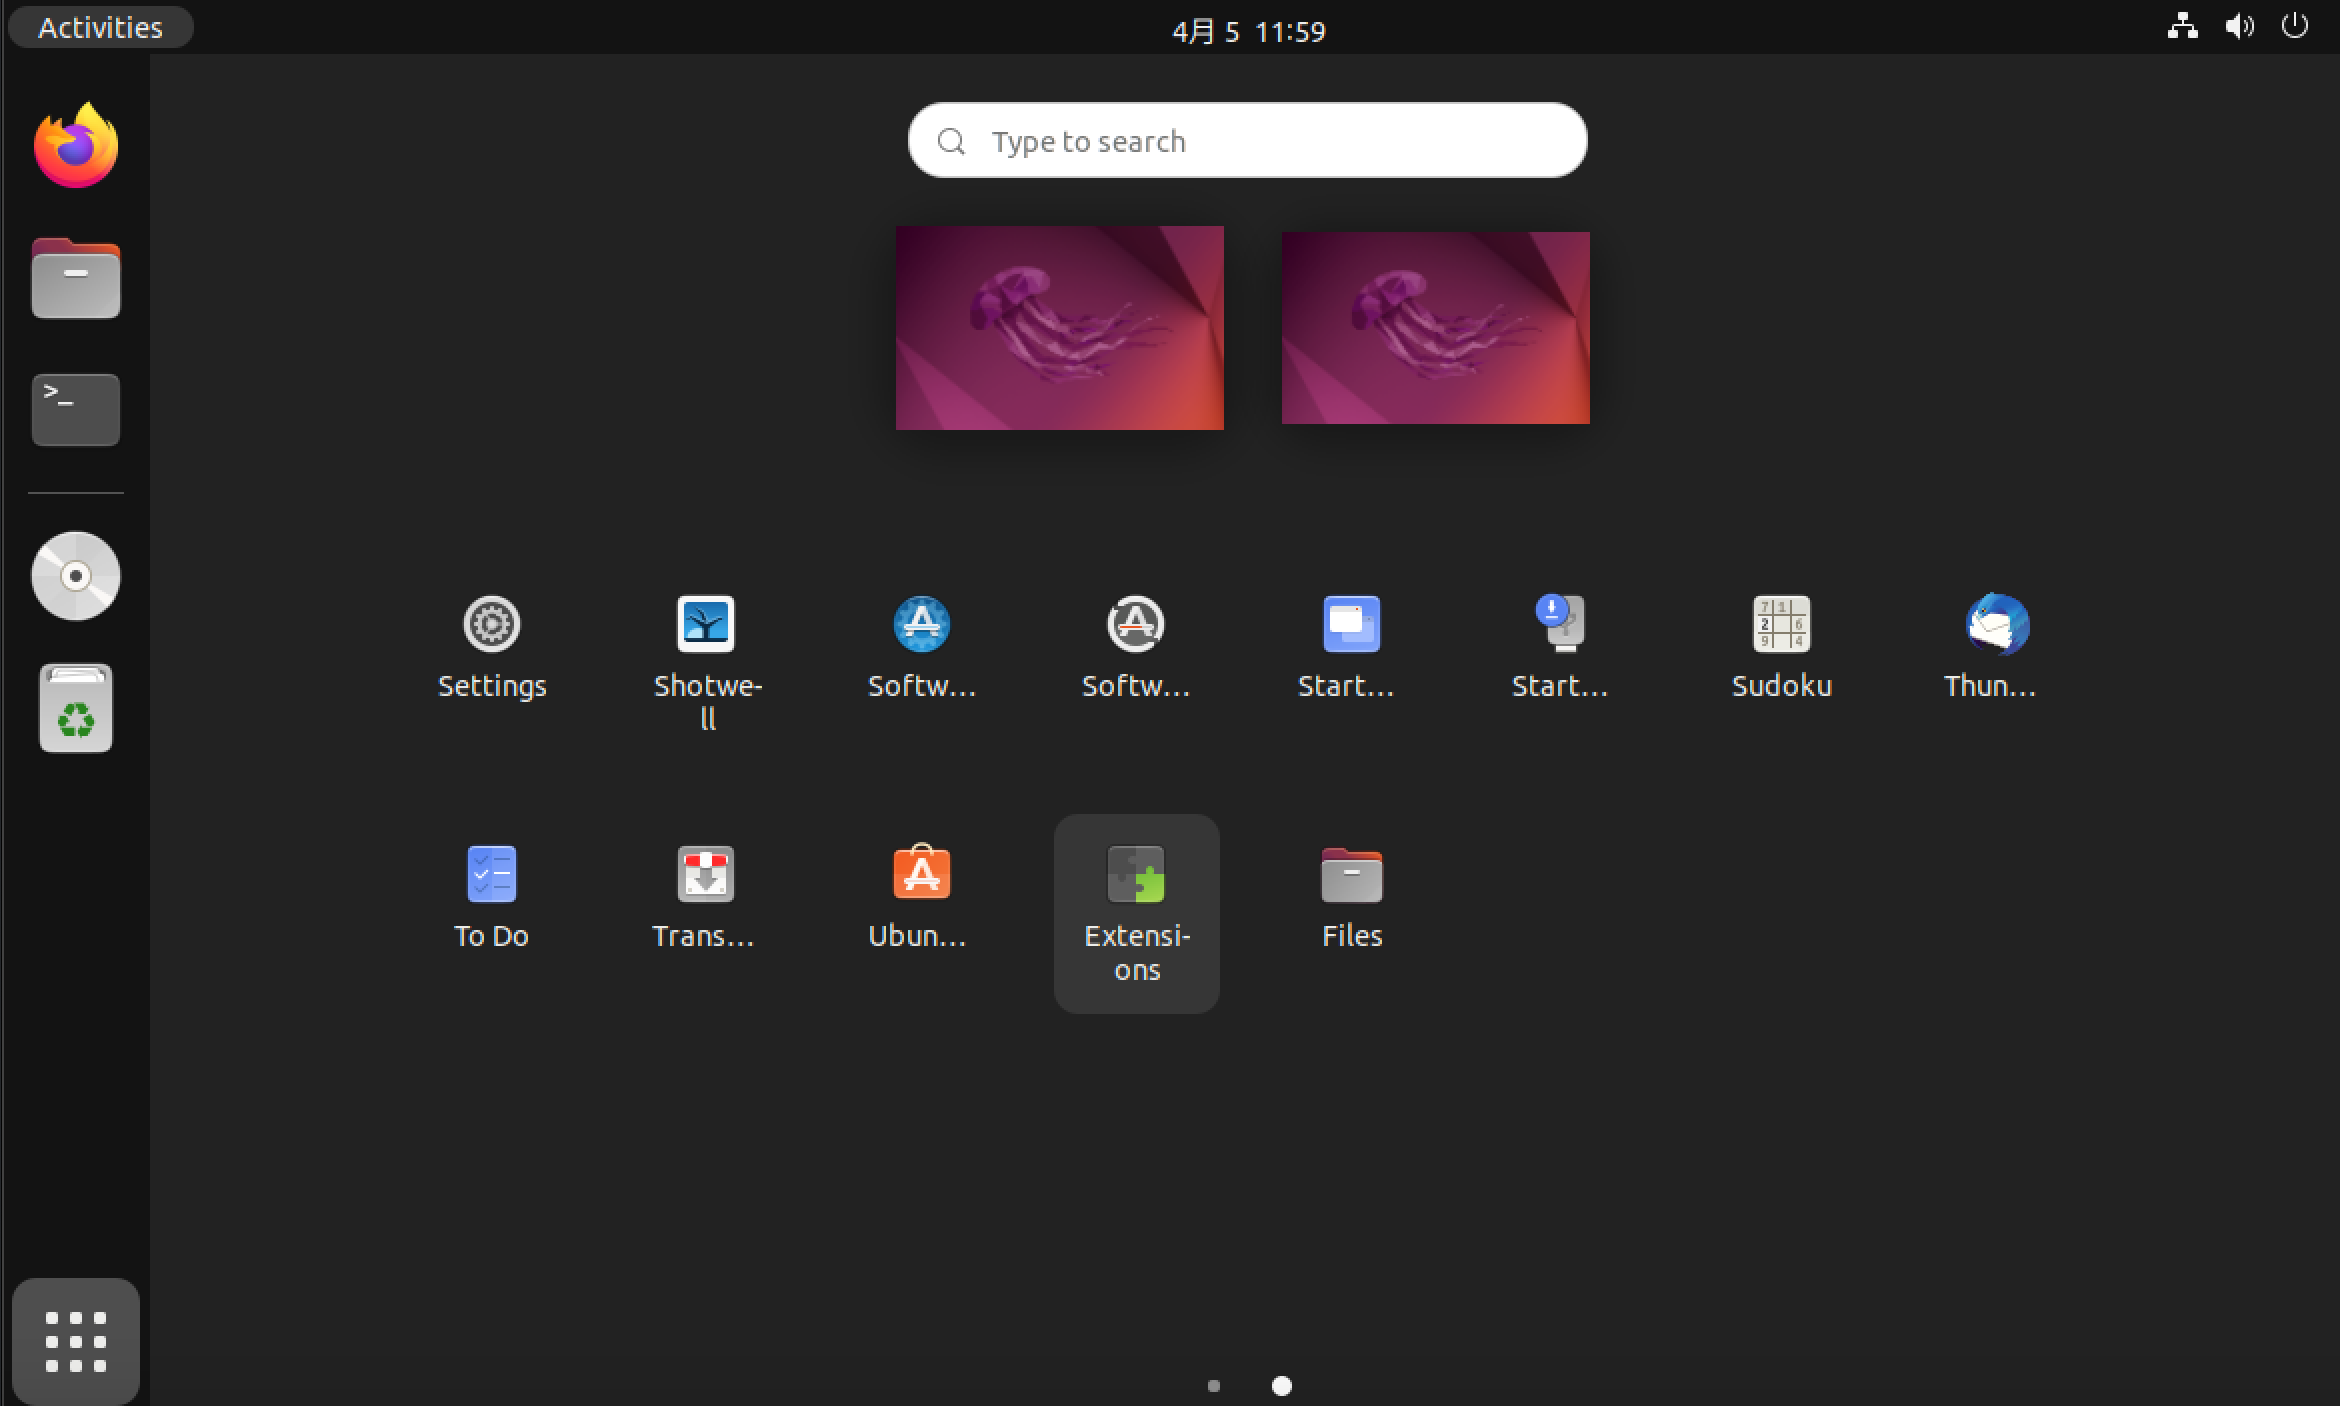 Activities
4月 5 11:59
Type to search
>_
Settings
Shotwe-
ll
Softw...
Softw...
Start...
Start...
7 1
2 6
9 4
Sudoku
Thun...
To Do
Trans...
Ubun...
Extensi-
ons
Files